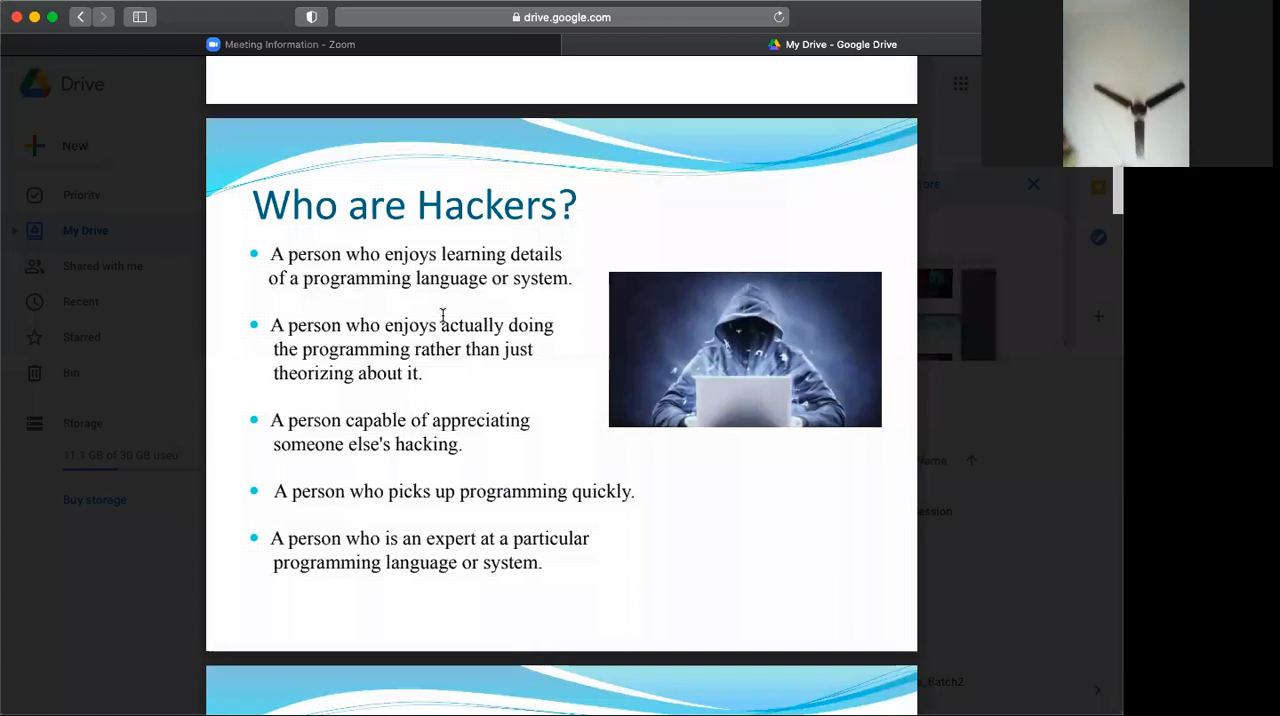 drive.google.com
Meeting Information - Zoom
My Drive - Google Drive
Drive
New
Priority
My Drive
Shared with me
Recent
Starred
Bin
Storage
11.1 GB of 30 GB used
Buy storage
Who are Hackers?
A person who enjoys learning details
of a programming language or system.
A person who enjoys actually doing
the programming rather than just
theorizing about it.
A person capable of appreciating
someone else's hacking.
A person who picks up programming quickly.
A person who is an expert at a particular
programming language or system.